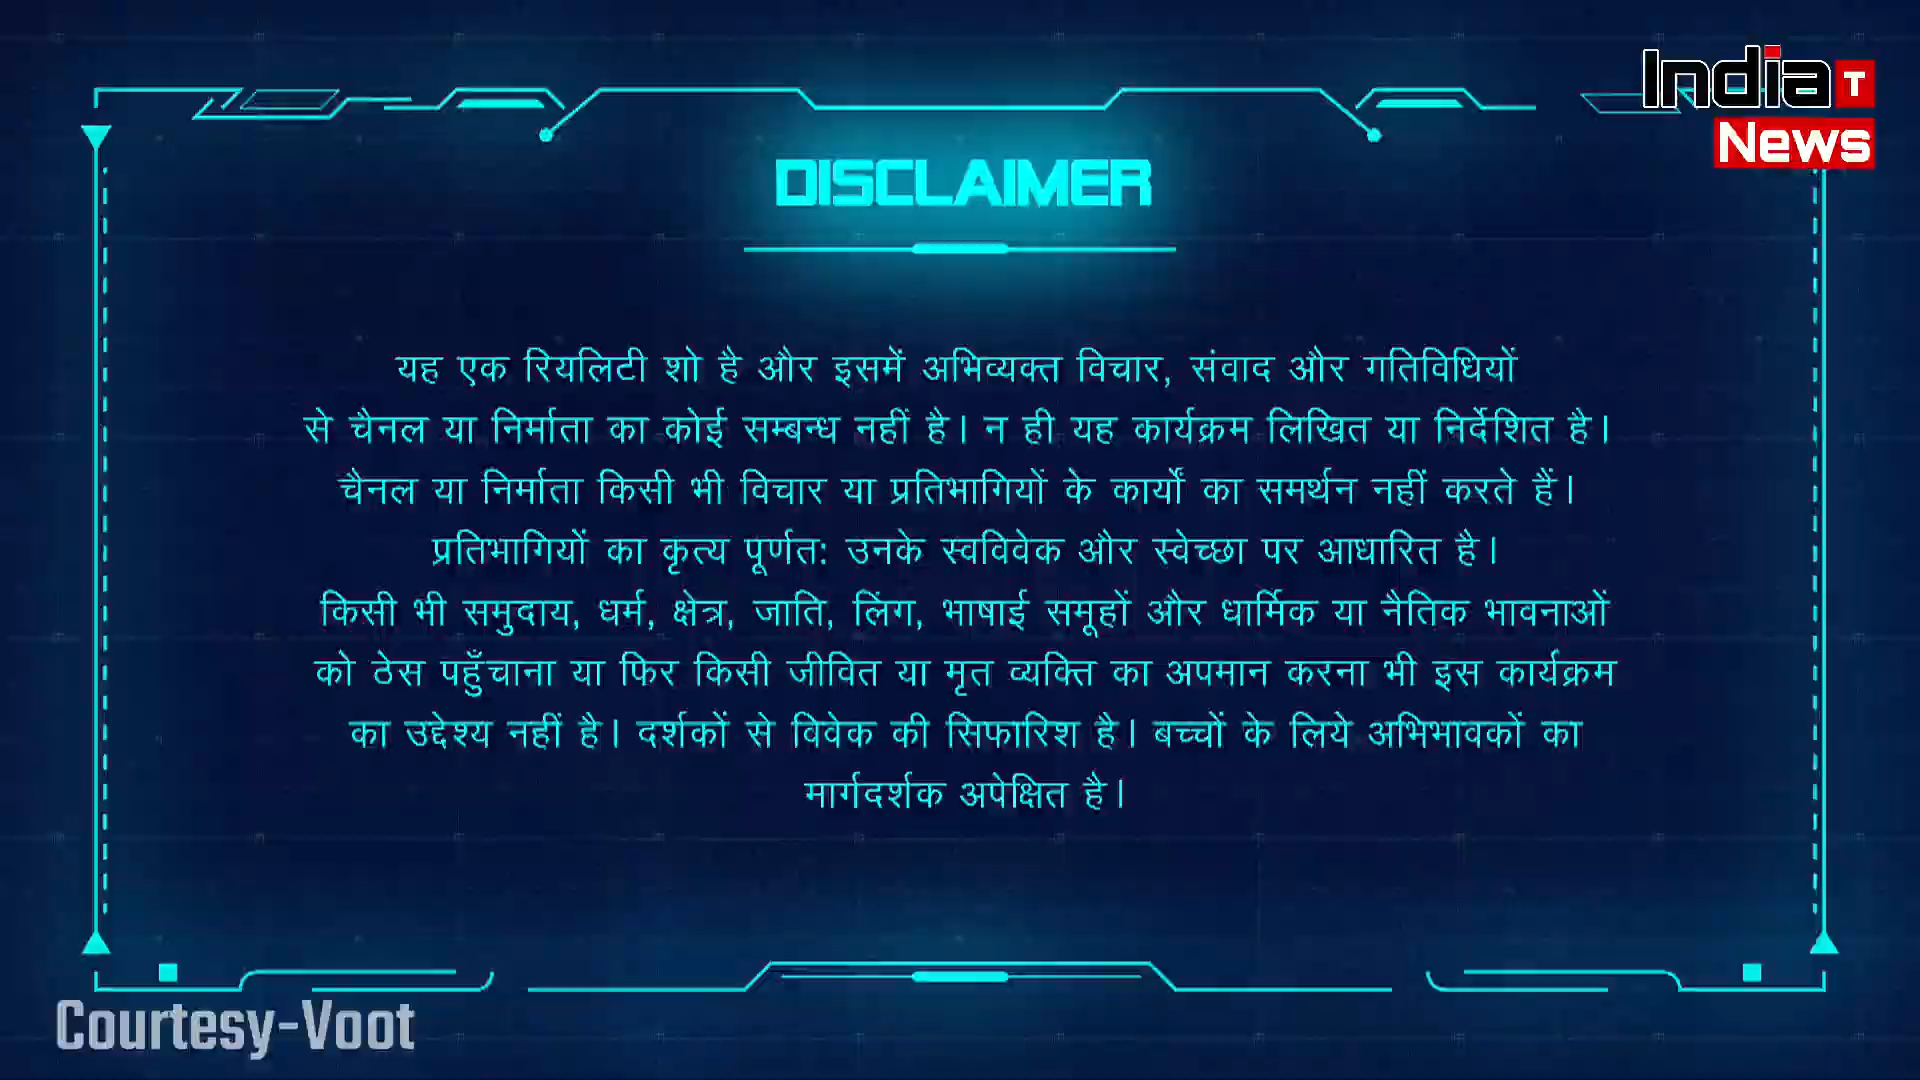 India T
News
DISCLAIMER
यह एक रियलिटी शो है और इसमें अभिव्यक्त विचार, संवाद और गतिविधियों
से चैनल या निर्माता का कोई सम्बन्ध नहीं है। न ही यह कार्यक्रम लिखित या निर्देशित है।
चैनल या निर्माता किसी भी विचार या प्रतिभागियों के कार्यों का समर्थन नहीं करते हैं।
प्रतिभागियों का कृत्य पूर्णत: उनके स्वविवेक और स्वेच्छा पर आधारित है।
किसी भी समुदाय, धर्म, क्षेत्र, जाति, लिंग, भाषाई समूहों और धार्मिक या नैतिक भावनाओं
को ठेस पहुँचाना या फिर किसी जीवित या मृत व्यक्ति का अपमान करना भी इस कार्यक्रम
का उद्देश्य नहीं है। दर्शकों से विवेक की सिफारिश है। बच्चों के लिये अभिभावकों का
मार्गदर्शक अपेक्षित है।
Courtesy-Voot